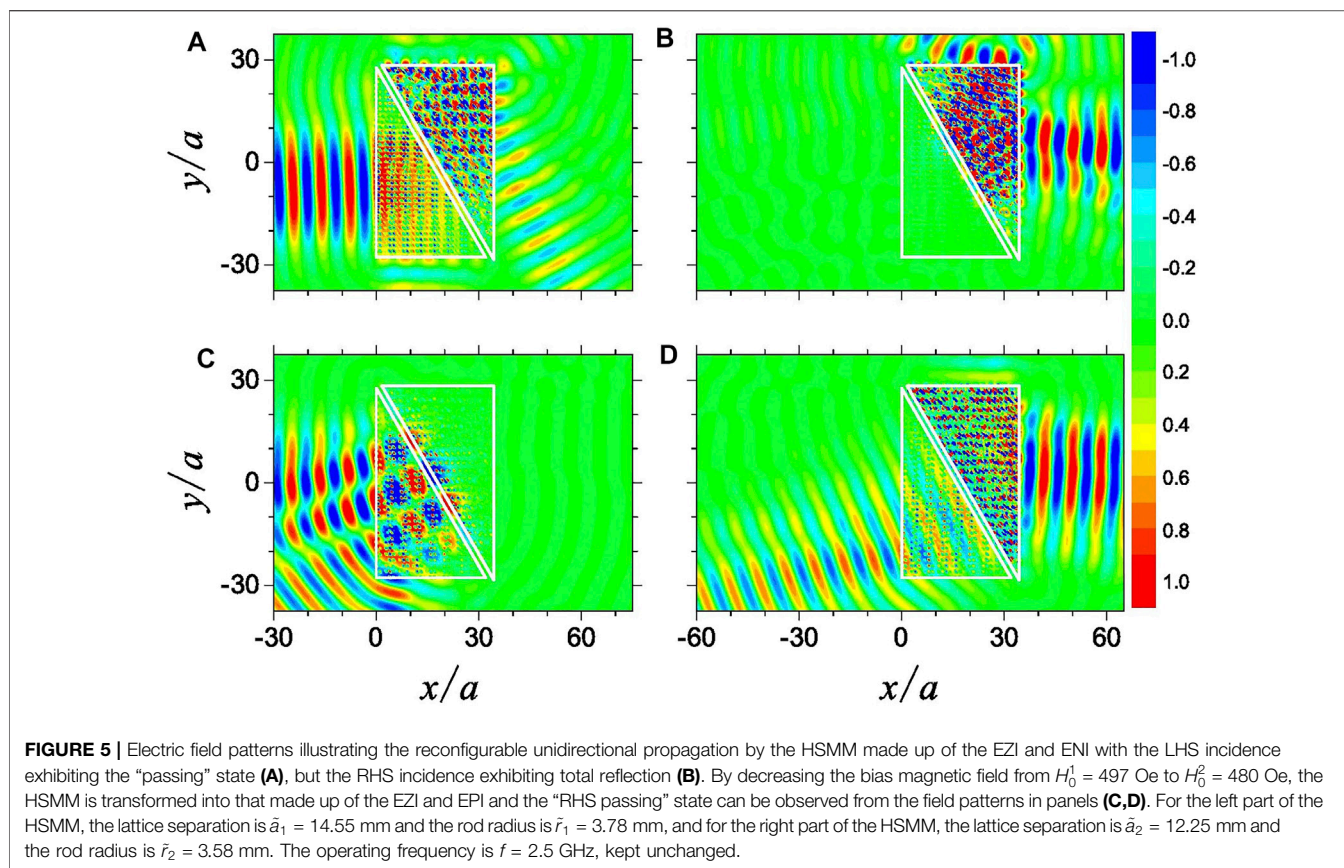 A
B
30
0
-30
y/a
-1.0
-0.8
-0.6
-0.4
-0.2
0.0
0.2
0.4
0.6
0.8
1.0
C
D
30
0
-30
y/a
-30 0 30 60
-60 -30 0 30 60
x/a
x/a
FIGURE 5 | Electric field patterns illustrating the reconfigurable unidirectional propagation by the HSMM made up of the EZI and ENI with the LHS incidence
exhibiting the “passing” state (A), but the RHS incidence exhibiting total reflection (B). By decreasing the bias magnetic field from H₀¹ = 497 Oe to H₀² = 480 Oe, the
HSMM is transformed into that made up of the EZI and EPI and the “RHS passing” state can be observed from the field patterns in panels (C,D). For the left part of the
HSMM, the lattice separation is ã₁ = 14.55 mm and the rod radius is r̃₁ = 3.78 mm, and for the right part of the HSMM, the lattice separation is ã₂ = 12.25 mm and
the rod radius is r̃₂ = 3.58 mm. The operating frequency is f = 2.5 GHz, kept unchanged.